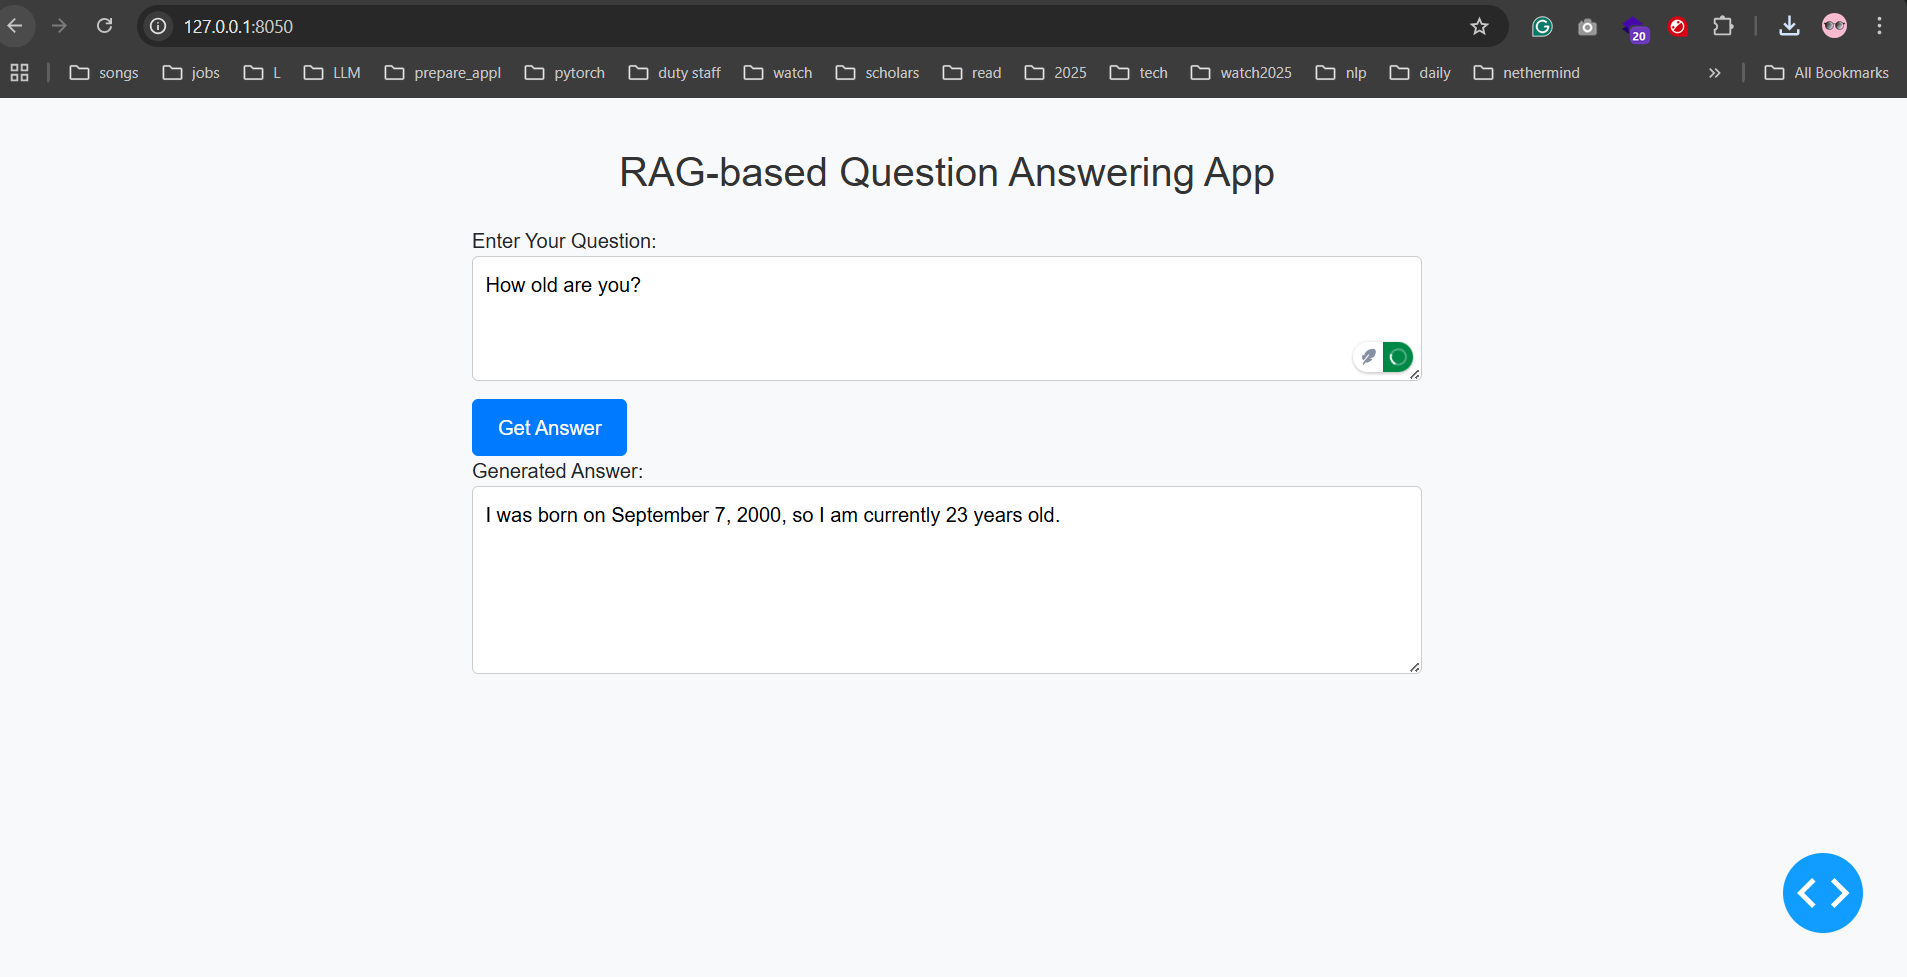 127.0.0.1:8050
20
songs jobs L LLM prepare_appl pytorch duty staff watch scholars read 2025 tech watch2025 nlp daily nethermind » All Bookmarks
RAG-based Question Answering App
Enter Your Question:
How old are you?
Get Answer
Generated Answer:
I was born on September 7, 2000, so I am currently 23 years old.